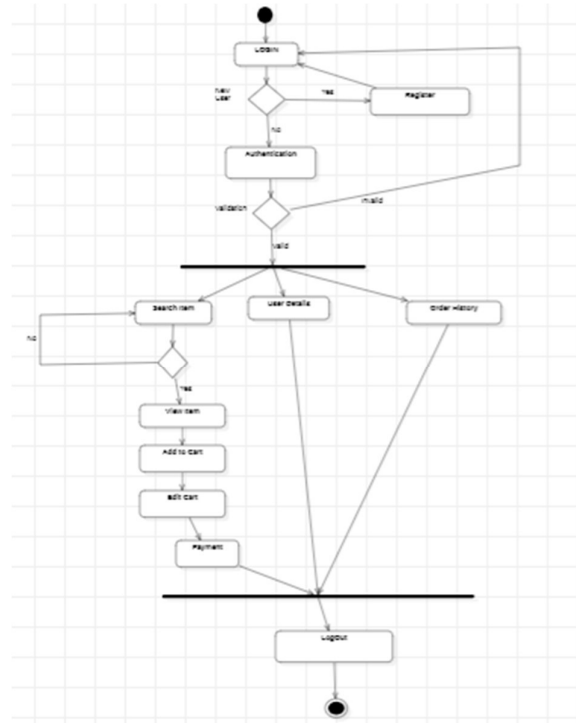 LOGIN
New
User
Yes
Register
No
Authentication
validation
invalid
valid
Search Item
User Details
Order History
No
Yes
View Item
Add to Cart
Edit Cart
Payment
LogOut